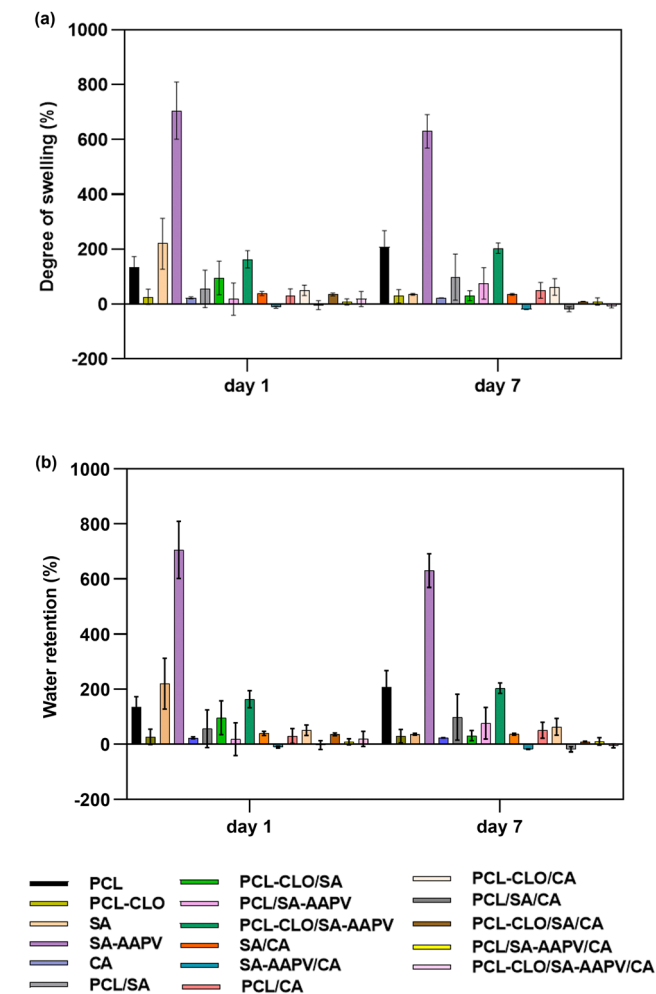 (a)
1000
800
600
400
200
0
-200
Degree of swelling (%)
day 1 day 7
(b)
1000
800
600
400
200
0
-200
Water retention (%)
day 1 day 7
PCL
PCL-CLO
SA
SA-AAPV
CA
PCL/SA
PCL-CLO/SA
PCL/SA-AAPV
PCL-CLO/SA-AAPV
SA/CA
SA-AAPV/CA
PCL/CA
PCL-CLO/CA
PCL/SA/CA
PCL-CLO/SA/CA
PCL/SA-AAPV/CA
PCL-CLO/SA-AAPV/CA